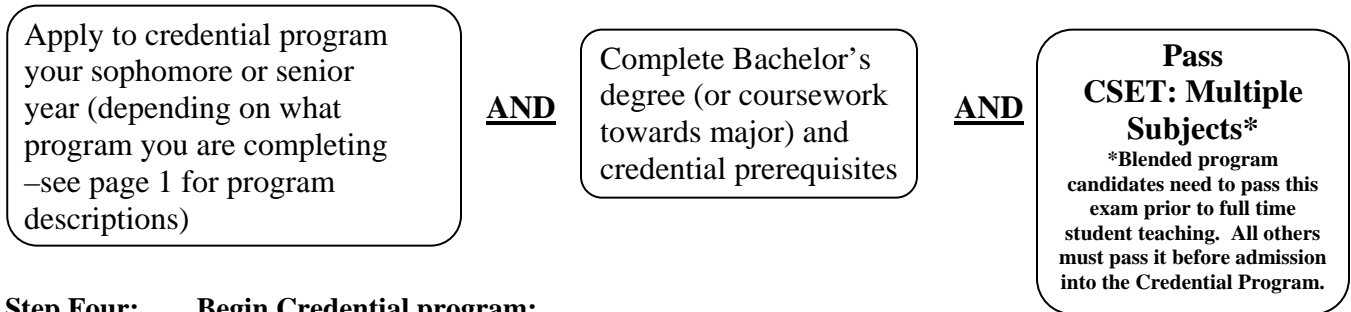 Apply to credential program
your sophomore or senior
year (depending on what
program you are completing
–see page 1 for program
descriptions)
AND
Complete Bachelor's
degree (or coursework
towards major) and
credential prerequisites
AND
Pass
CSET: Multiple
Subjects*
*Blended program
candidates need to pass this
exam prior to full time
student teaching. All others
must pass it before admission
into the Credential Program.
Step Four: Begin Credential program: